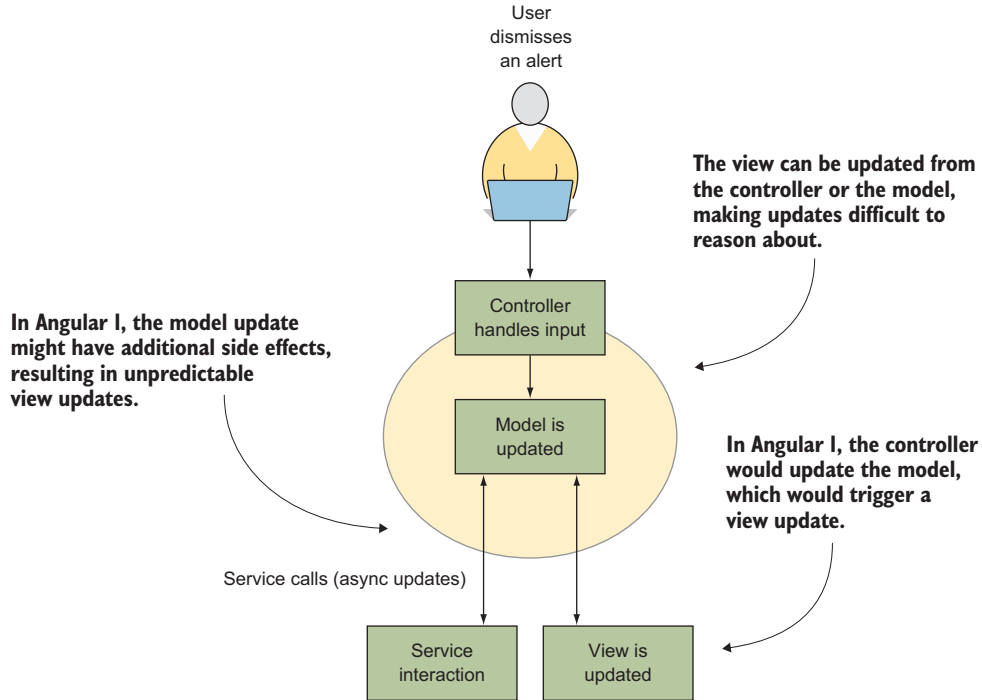 User
dismisses
an alert
The view can be updated from
the controller or the model,
making updates difficult to
reason about.
Controller
handles input
In Angular 1, the model update
might have additional side effects,
resulting in unpredictable
view updates.
Model is
updated
In Angular 1, the controller
would update the model,
which would trigger a
view update.
Service calls (async updates)
Service
interaction
View is
updated